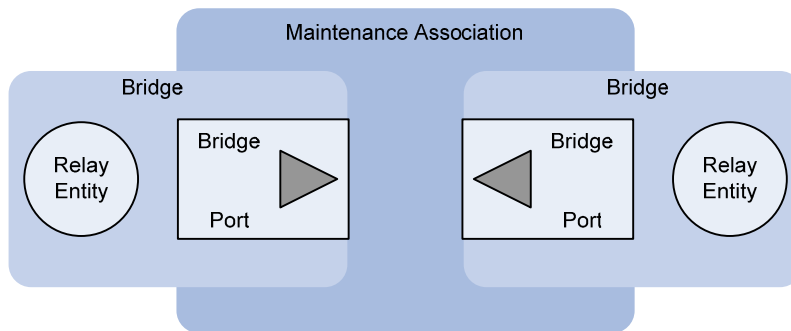 Maintenance Association
Bridge
Bridge
Relay
Entity
Bridge
Port
Bridge
Port
Relay
Entity